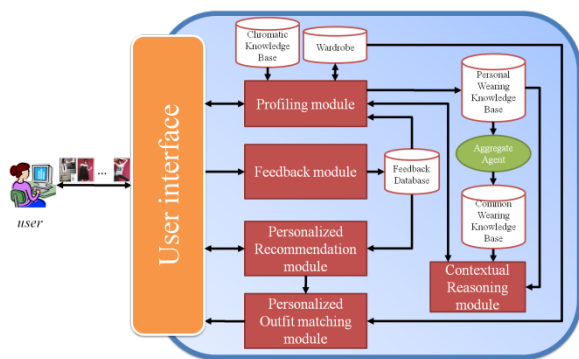 Chromatic
Knowledge
Base
Wardrobe
Personal
Wearing
Knowledge
Base
Profiling module
Aggregate
Agent
Feedback module
Feedback
Database
Common
Wearing
Knowledge
Base
Personalized
Recommendation
module
Contextual
Reasoning
module
Personalized
Outfit matching
module
User interface
...
user